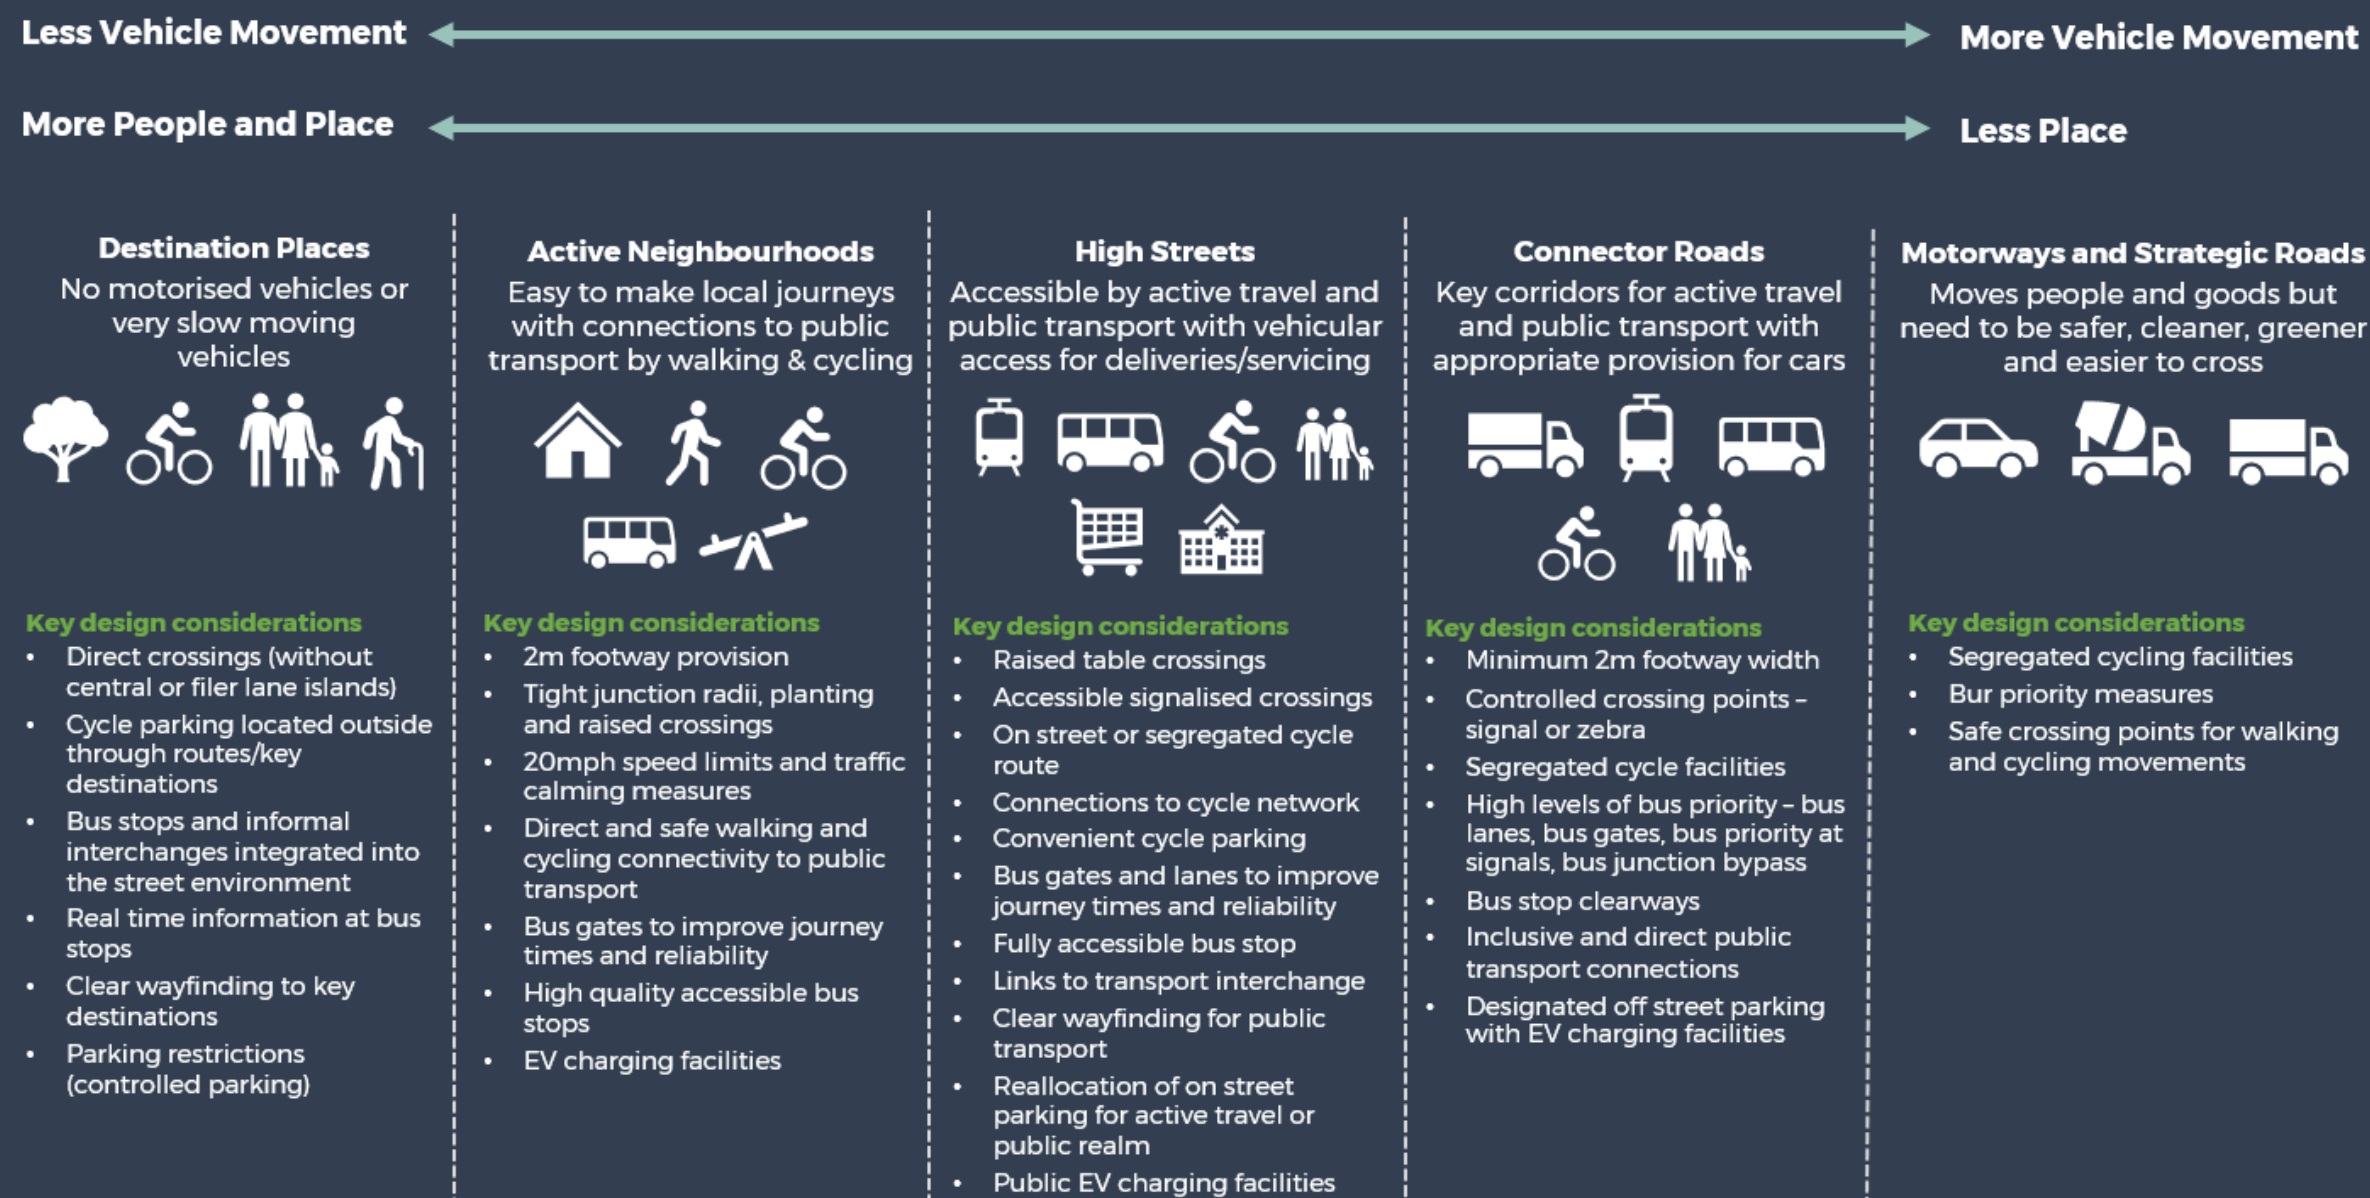 Less Vehicle Movement
More Vehicle Movement
More People and Place
Less Place
Destination Places
No motorised vehicles or
very slow moving
vehicles
Key design considerations
• Direct crossings (without
central or filer lane islands)
• Cycle parking located outside
through routes/key
destinations
• Bus stops and informal
interchanges integrated into
the street environment
• Real time information at bus
stops
• Clear wayfinding to key
destinations
• Parking restrictions
(controlled parking)
Active Neighbourhoods
Easy to make local journeys
with connections to public
transport by walking & cycling
Key design considerations
• 2m footway provision
• Tight junction radii, planting
and raised crossings
• 20mph speed limits and traffic
calming measures
• Direct and safe walking and
cycling connectivity to public
transport
• Bus gates to improve journey
times and reliability
• High quality accessible bus
stops
• EV charging facilities
High Streets
Accessible by active travel and
public transport with vehicular
access for deliveries/servicing
Key design considerations
• Raised table crossings
• Accessible signalised crossings
• On street or segregated cycle
route
• Connections to cycle network
• Convenient cycle parking
• Bus gates and lanes to improve
journey times and reliability
• Fully accessible bus stop
• Links to transport interchange
• Clear wayfinding for public
transport
• Reallocation of on street
parking for active travel or
public realm
• Public EV charging facilities
Connector Roads
Key corridors for active travel
and public transport with
appropriate provision for cars
Key design considerations
• Minimum 2m footway width
• Controlled crossing points –
signal or zebra
• Segregated cycle facilities
• High levels of bus priority – bus
lanes, bus gates, bus priority at
signals, bus junction bypass
• Bus stop clearways
• Inclusive and direct public
transport connections
• Designated off street parking
with EV charging facilities
Motorways and Strategic Roads
Moves people and goods but
need to be safer, cleaner, greener
and easier to cross
Key design considerations
• Segregated cycling facilities
• Bur priority measures
• Safe crossing points for walking
and cycling movements